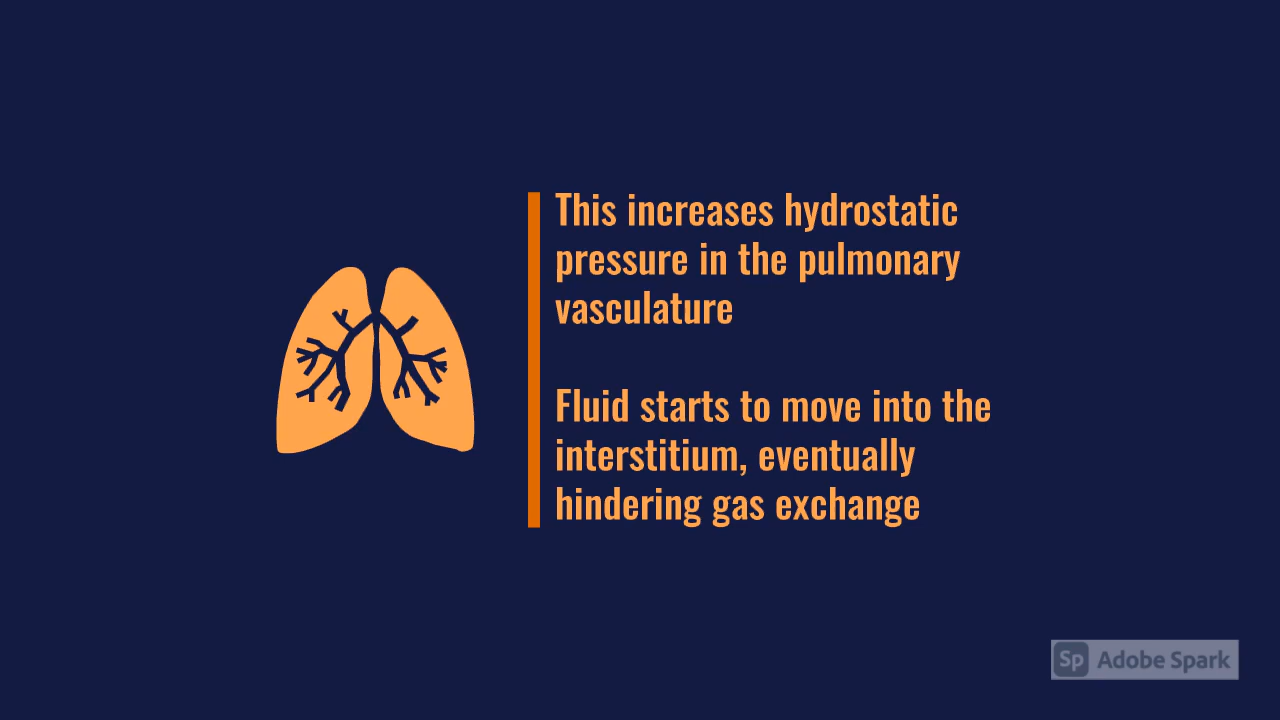 This increases hydrostatic
pressure in the pulmonary
vasculature
Fluid starts to move into the
interstitium, eventually
hindering gas exchange
Sp Adobe Spark